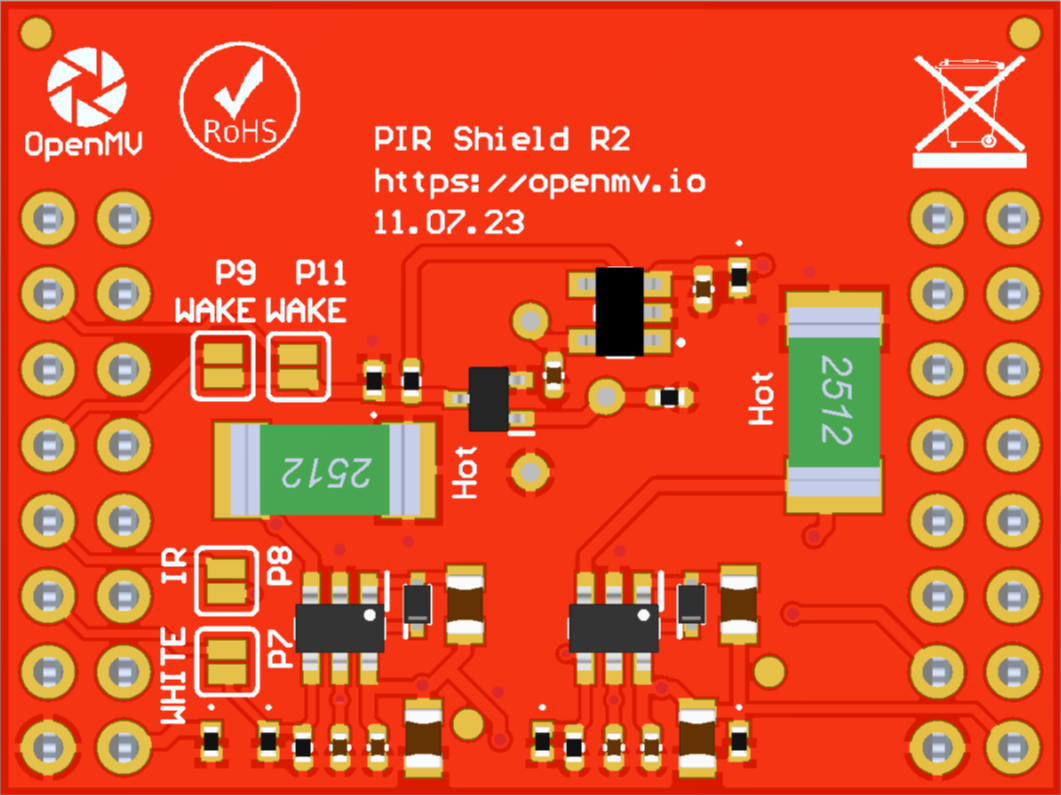 OpenMV
RoHS
PIR Shield R2
https://openmv.io
11.07.23
P9 P11
WAKE WAKE
2512
Hot
2512
Hot
IR
P8
WHITE
P7